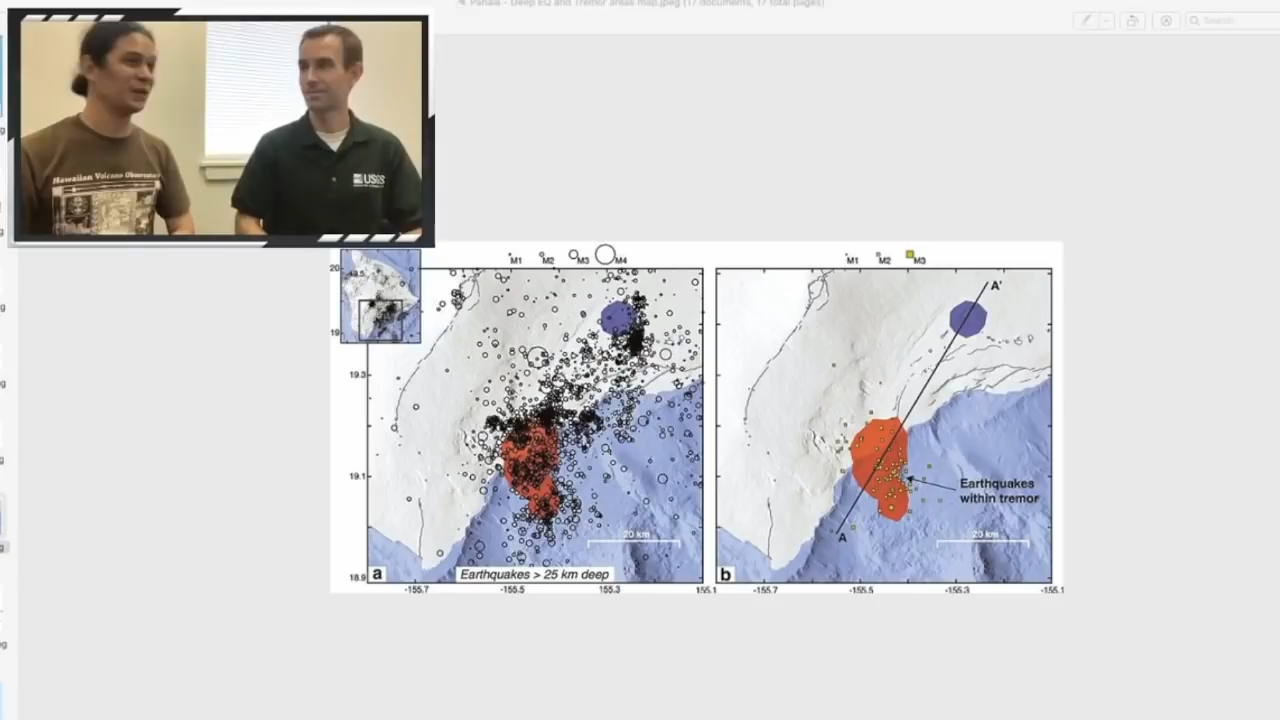 Pahala - Deep EQ and Tremor areas map.jpeg (17 documents, 17 total pages)
Search
Hawaiian Volcano Observatory
USGS
M1 M2 M3 M4
M1 M2 M3
20
19
19.3
19.1
18.9
A'
A
Earthquakes
within tremor
20 km
20 km
a
Earthquakes > 25 km deep
b
-155.7 -155.5 -155.3 -155.1
-155.7 -155.5 -155.3 -155.1